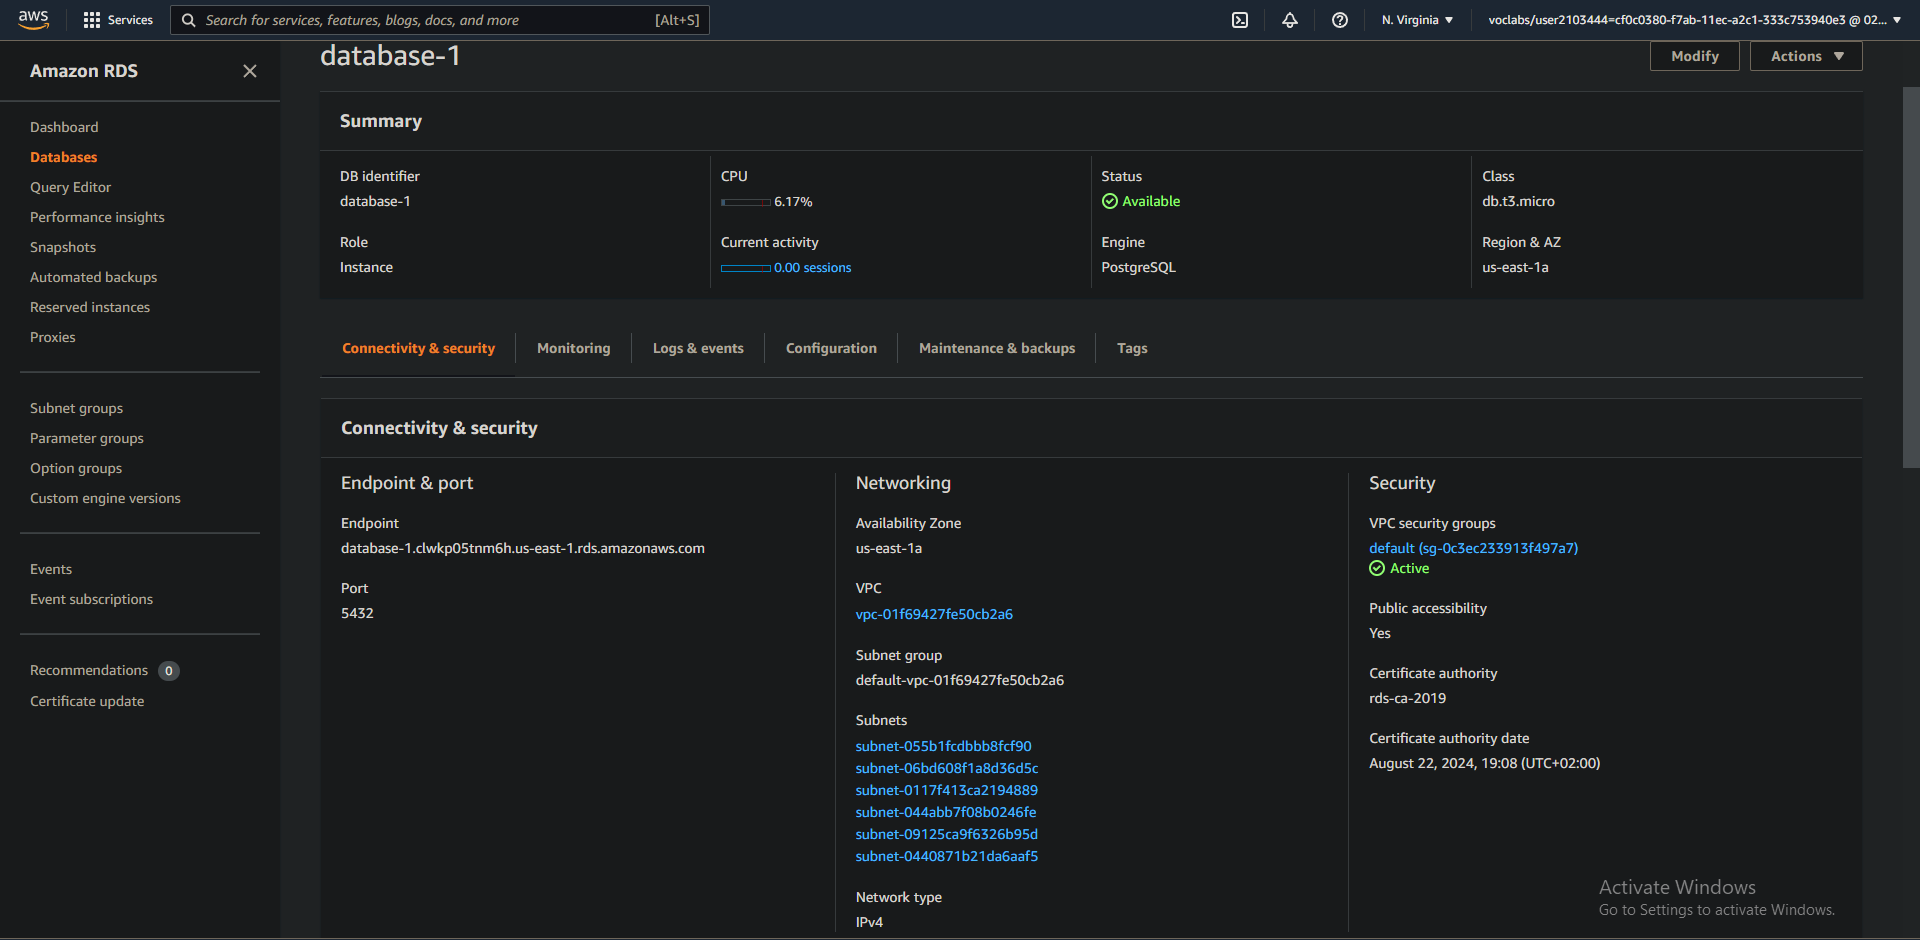 aws
Services
Search for services, features, blogs, docs, and more
[Alt+S]
N. Virginia
voclabs/user2103444=cf0c0380-f7ab-11ec-a2c1-333c753940e3 @ 02...
Amazon RDS
Dashboard
Databases
Query Editor
Performance insights
Snapshots
Automated backups
Reserved instances
Proxies
Subnet groups
Parameter groups
Option groups
Custom engine versions
Events
Event subscriptions
Recommendations 0
Certificate update
database-1
Modify
Actions
Summary
DB identifier
database-1
Role
Instance
CPU
6.17%
Current activity
0.00 sessions
Status
Available
Engine
PostgreSQL
Class
db.t3.micro
Region & AZ
us-east-1a
Connectivity & security
Monitoring
Logs & events
Configuration
Maintenance & backups
Tags
Connectivity & security
Endpoint & port
Endpoint
database-1.clwkp05tnm6h.us-east-1.rds.amazonaws.com
Port
5432
Networking
Availability Zone
us-east-1a
VPC
vpc-01f69427fe50cb2a6
Subnet group
default-vpc-01f69427fe50cb2a6
Subnets
subnet-055b1fcdbbb8fcf90
subnet-06bd608f1a8d36d5c
subnet-0117f413ca2194889
subnet-044abb7f08b0246fe
subnet-09125ca9f6326b95d
subnet-0440871b21da6aaf5
Network type
IPv4
Security
VPC security groups
default (sg-0c3ec233913f497a7)
Active
Public accessibility
Yes
Certificate authority
rds-ca-2019
Certificate authority date
August 22, 2024, 19:08 (UTC+02:00)
Activate Windows
Go to Settings to activate Windows.